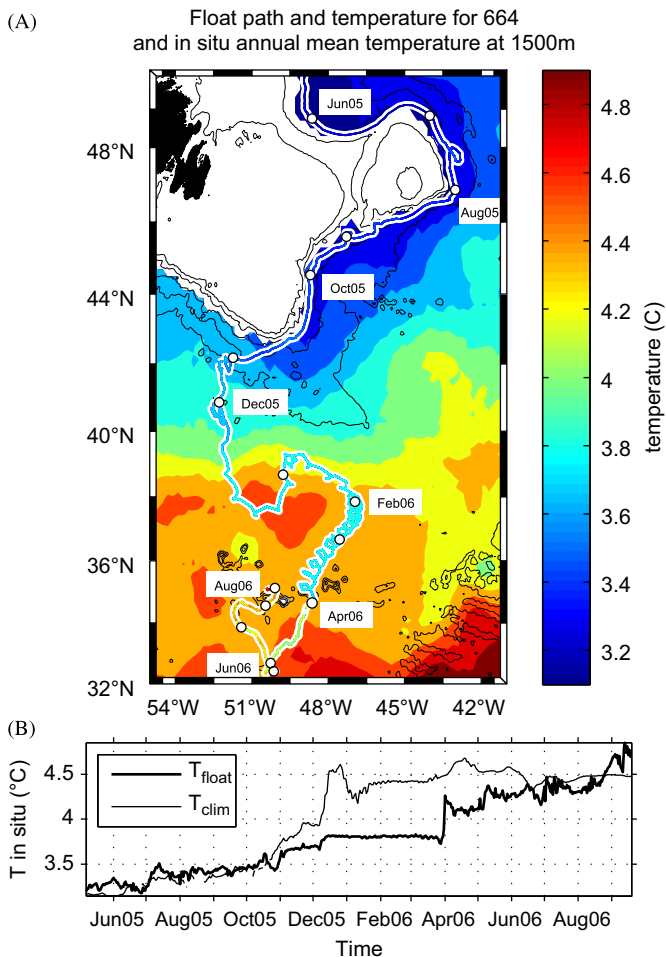 (A)
Float path and temperature for 664
and in situ annual mean temperature at 1500m
Jun05
Aug05
Oct05
Dec05
Feb06
Aug06
Apr06
Jun06
48°N
44°N
40°N
36°N
32°N
54°W 51°W 48°W 45°W 42°W
4.8
4.6
4.4
4.2
4
3.8
3.6
3.4
3.2
temperature (C)
(B)
T in situ (°C)
4.5
4
3.5
T float
T clim
Jun05 Aug05 Oct05 Dec05 Feb06 Apr06 Jun06 Aug06
Time